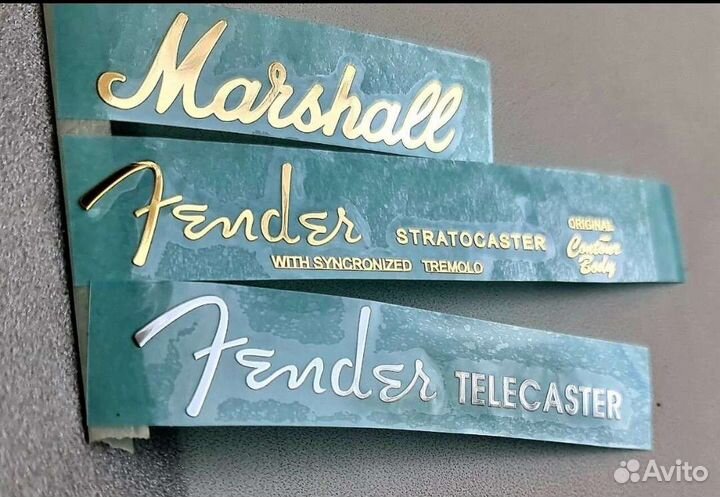 Marshall
Fender STRATOCASTER ORIGINAL
Contour
WITH SYNCRONIZED TREMOLO Body
Fender TELECASTER
Avito